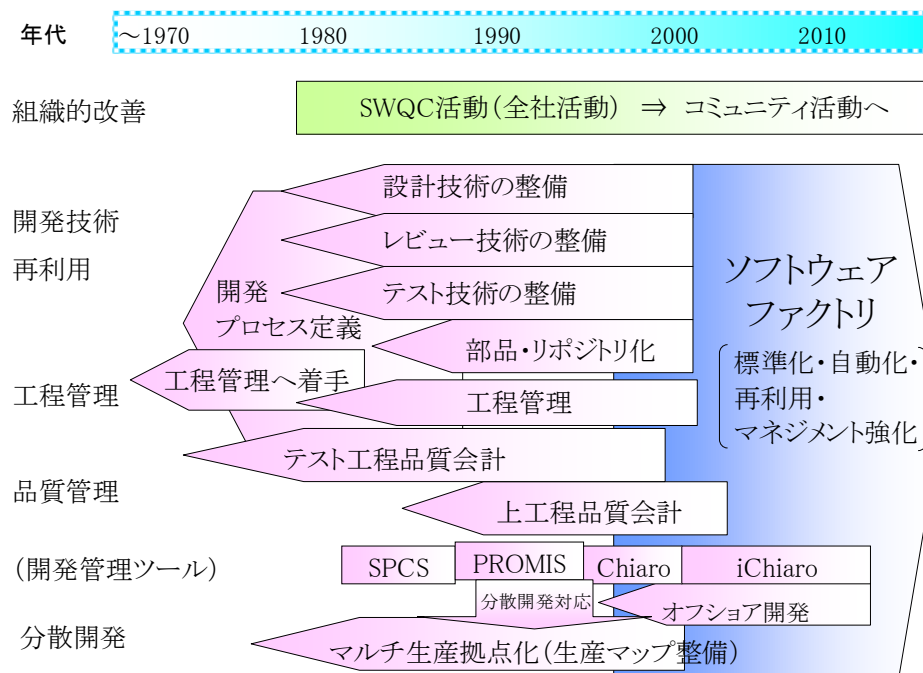 年代
～1970 1980 1990 2000 2010
組織的改善
SWQC活動(全社活動) ⇒ コミュニティ活動へ
開発技術
再利用
設計技術の整備
レビュー技術の整備
テスト技術の整備
開発
プロセス定義
部品・リポジトリ化
ソフトウェア
ファクトリ
標準化・自動化・
再利用・
マネジメント強化
工程管理
工程管理へ着手
工程管理
品質管理
テスト工程品質会計
上工程品質会計
(開発管理ツール)
SPCS PROMIS Chiaro iChiaro
分散開発
分散開発対応
オフショア開発
マルチ生産拠点化(生産マップ整備)